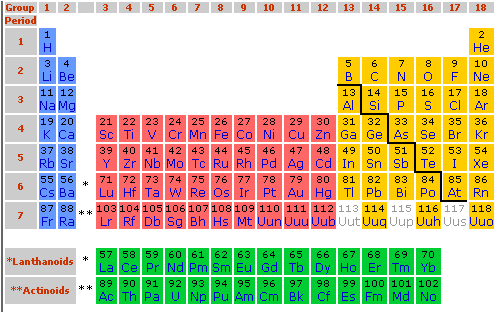 Group 1 2 3 4 5 6 7 8 9 10 11 12 13 14 15 16 17 18
Period
1 1 2
H He
2 3 4 5 6 7 8 9 10
Li Be B C N O F Ne
3 11 12 13 14 15 16 17 18
Na Mg Al Si P S Cl Ar
4 19 20 21 22 23 24 25 26 27 28 29 30 31 32 33 34 35 36
K Ca Sc Ti V Cr Mn Fe Co Ni Cu Zn Ga Ge As Se Br Kr
5 37 38 39 40 41 42 43 44 45 46 47 48 49 50 51 52 53 54
Rb Sr Y Zr Nb Mo Tc Ru Rh Pd Ag Cd In Sn Sb Te I Xe
6 55 56 * 71 72 73 74 75 76 77 78 79 80 81 82 83 84 85 86
Cs Ba Lu Hf Ta W Re Os Ir Pt Au Hg Tl Pb Bi Po At Rn
7 87 88 ** 103 104 105 106 107 108 109 110 111 112 113 114 115 116 117 118
Fr Ra Lr Rf Db Sg Bh Hs Mt Uun Uuu Uub Uut Uuq Uup Uuh Uus Uuo
*Lanthanoids * 57 58 59 60 61 62 63 64 65 66 67 68 69 70
La Ce Pr Nd Pm Sm Eu Gd Tb Dy Ho Er Tm Yb
**Actinoids ** 89 90 91 92 93 94 95 96 97 98 99 100 101 102
Ac Th Pa U Np Pu Am Cm Bk Cf Es Fm Md No